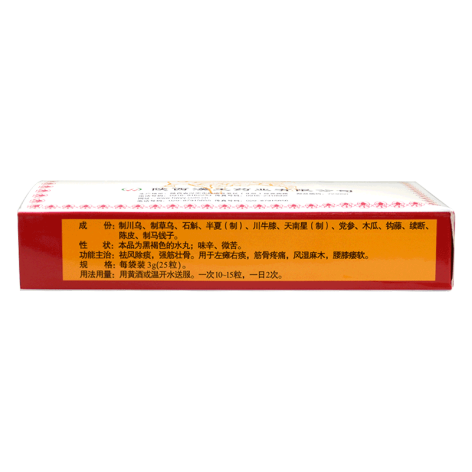 成　份：制川乌、制草乌、石斛、半夏（制）、川牛膝、天南星（制）、党参、木瓜、钩藤、续断、
陈皮、制马钱子。
性　状：本品为黑褐色的水丸；味辛、微苦。
功能主治：祛风除痰，强筋壮骨。用于左瘫右痪，筋骨疼痛，风湿麻木，腰膝痿软。
规　格：每袋装3g(25粒)。
用法用量：用黄酒或温开水送服。一次10-15粒，一日2次。